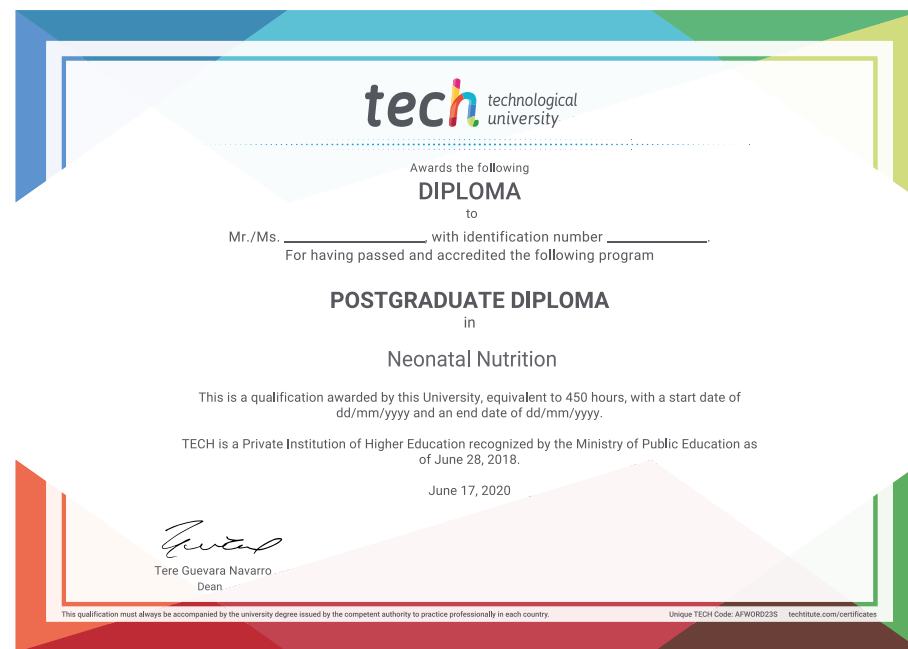 tech technological
university
Awards the following
DIPLOMA
to
Mr./Ms. ____________, with identification number ____________.
For having passed and accredited the following program
POSTGRADUATE DIPLOMA
in
Neonatal Nutrition
This is a qualification awarded by this University, equivalent to 450 hours, with a start date of
dd/mm/yyyy and an end date of dd/mm/yyyy.
TECH is a Private Institution of Higher Education recognized by the Ministry of Public Education as
of June 28, 2018.
June 17, 2020
Tere Guevara Navarro
Dean
This qualification must always be accompanied by the university degree issued by the competent authority to practice professionally in each country. Unique TECH Code: AFWORD23S techtitute.com/certificates